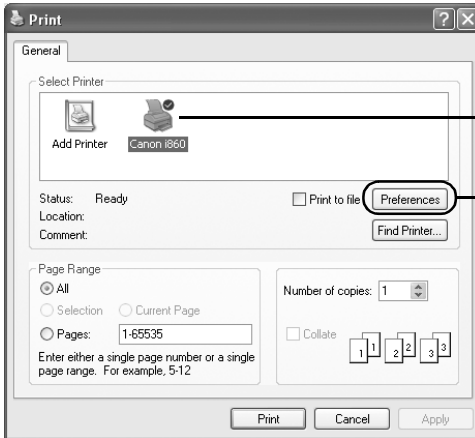 Print
General
Select Printer
Add Printer
Canon i860
Status: Ready
Print to file
Preferences
Location:
Comment:
Find Printer...
Page Range
All
Selection
Current Page
Pages: 1-65535
Enter either a single page number or a single
page range. For example, 5-12
Number of copies: 1
Collate
1 1 2 2 3 3
Print
Cancel
Apply